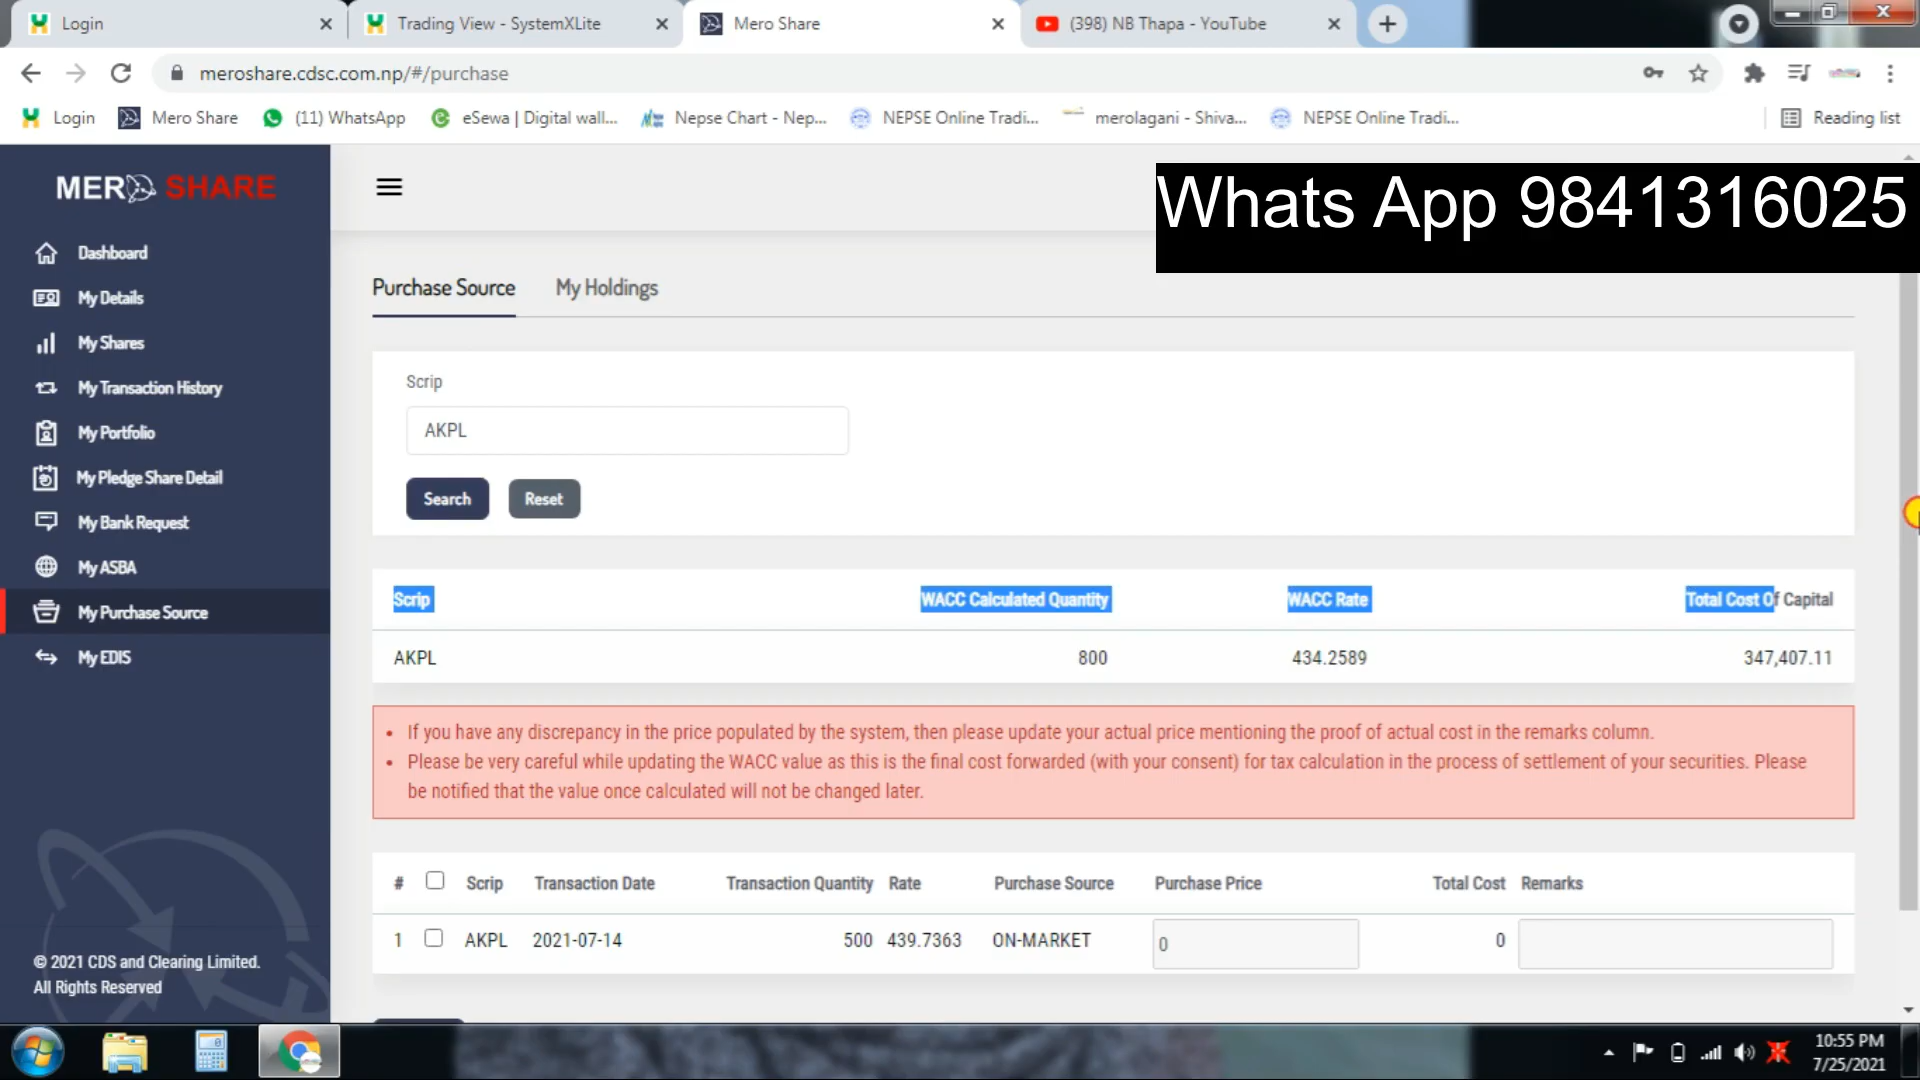 Login
Trading View - SystemXLite
Mero Share
(398) NB Thapa - YouTube
meroshare.cdsc.com.np/#/purchase
Login
Mero Share
(11) WhatsApp
eSewa | Digital wall...
Nepse Chart - Nep...
NEPSE Online Tradi...
merolagani - Shiva...
NEPSE Online Tradi...
Reading list
MERO SHARE
Whats App 9841316025
Dashboard
My Details
My Shares
My Transaction History
My Portfolio
My Pledge Share Detail
My Bank Request
My ASBA
My Purchase Source
My EDIS
© 2021 CDS and Clearing Limited.
All Rights Reserved
Purchase Source My Holdings
Scrip
AKPL
Search Reset
Scrip WACC Calculated Quantity WACC Rate Total Cost Of Capital
AKPL 800 434.2589 347,407.11
• If you have any discrepancy in the price populated by the system, then please update your actual price mentioning the proof of actual cost in the remarks column.
• Please be very careful while updating the WACC value as this is the final cost forwarded (with your consent) for tax calculation in the process of settlement of your securities. Please
be notified that the value once calculated will not be changed later.
# Scrip Transaction Date Transaction Quantity Rate Purchase Source Purchase Price Total Cost Remarks
1 AKPL 2021-07-14 500 439.7363 ON-MARKET 0 0
10:55 PM
7/25/2021